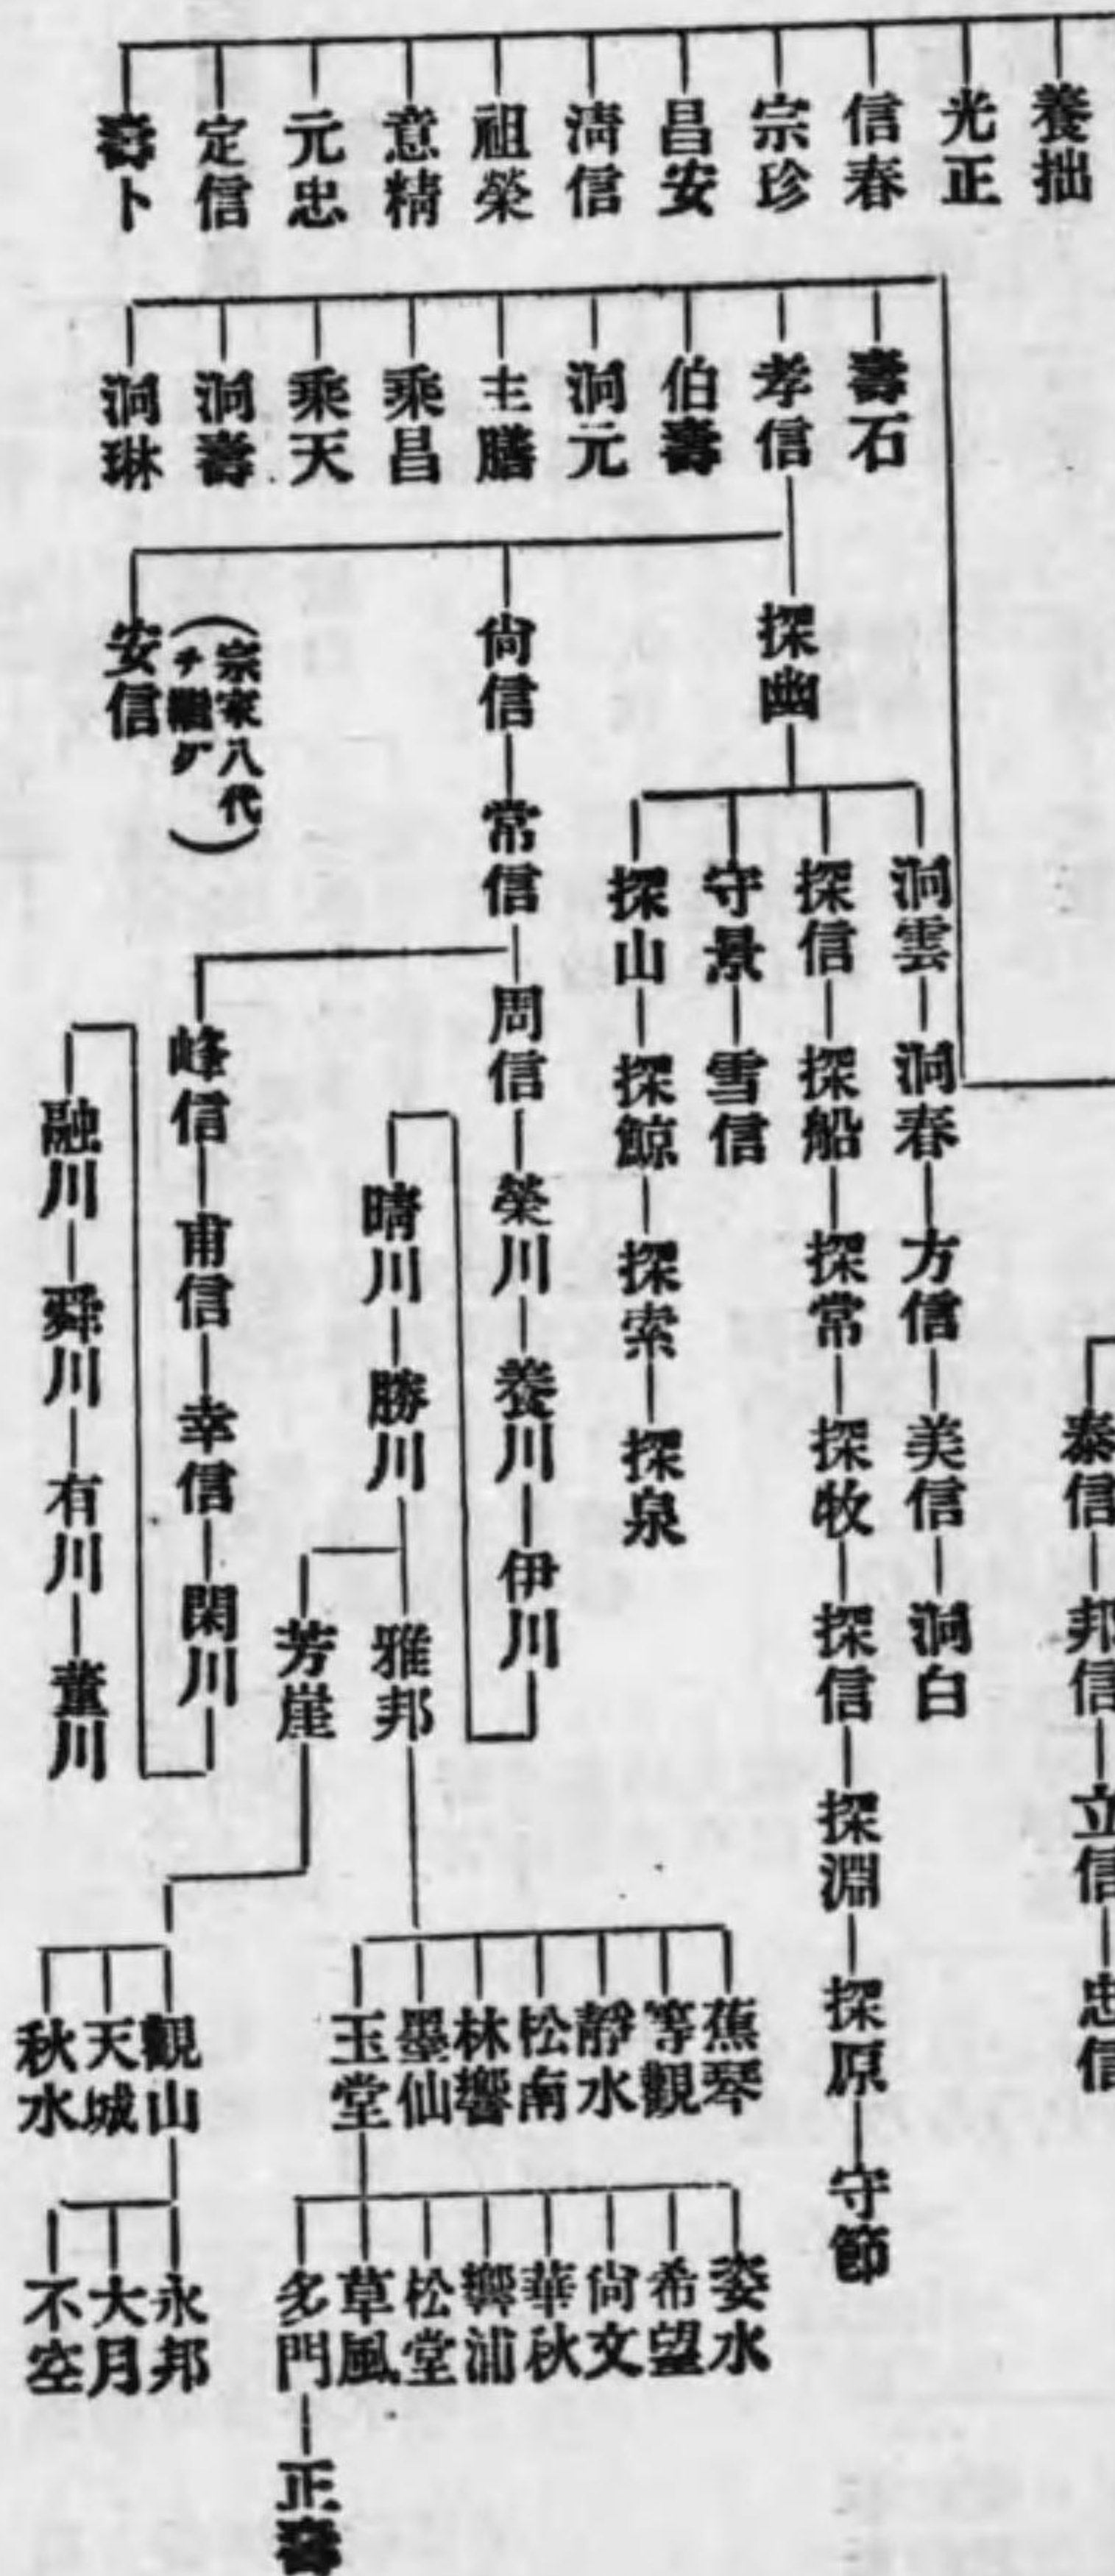 養拙
光正
信春
宗珍
昌安
清信
祖榮
意精
元忠
定信
壽卜
壽石
孝信
伯壽
洞元
主膳
乘昌
乘天
洞壽
洞琳
探幽
尙信—常信
安信
(宗家八代
ヲ繼グ)
洞雲—洞春—方信—美信—洞白
探信—探船—探常—探牧—探信—探淵—探原—守節
守景—雪信
探山—探鯨—探索—探泉
周信—榮川—養川—伊川
晴川—勝川
峰信—甫信—幸信—閑川
融川—舜川—有川—董川
泰信—邦信—立信—忠信
雅邦
芳崖
蕉琴
等觀
靜水
松南
林響
墨仙
玉堂
觀山
天城
秋水
姿水
希望
尙文
華秋
響浦
松堂
草風
多門—正壽
永邦
大月
不空